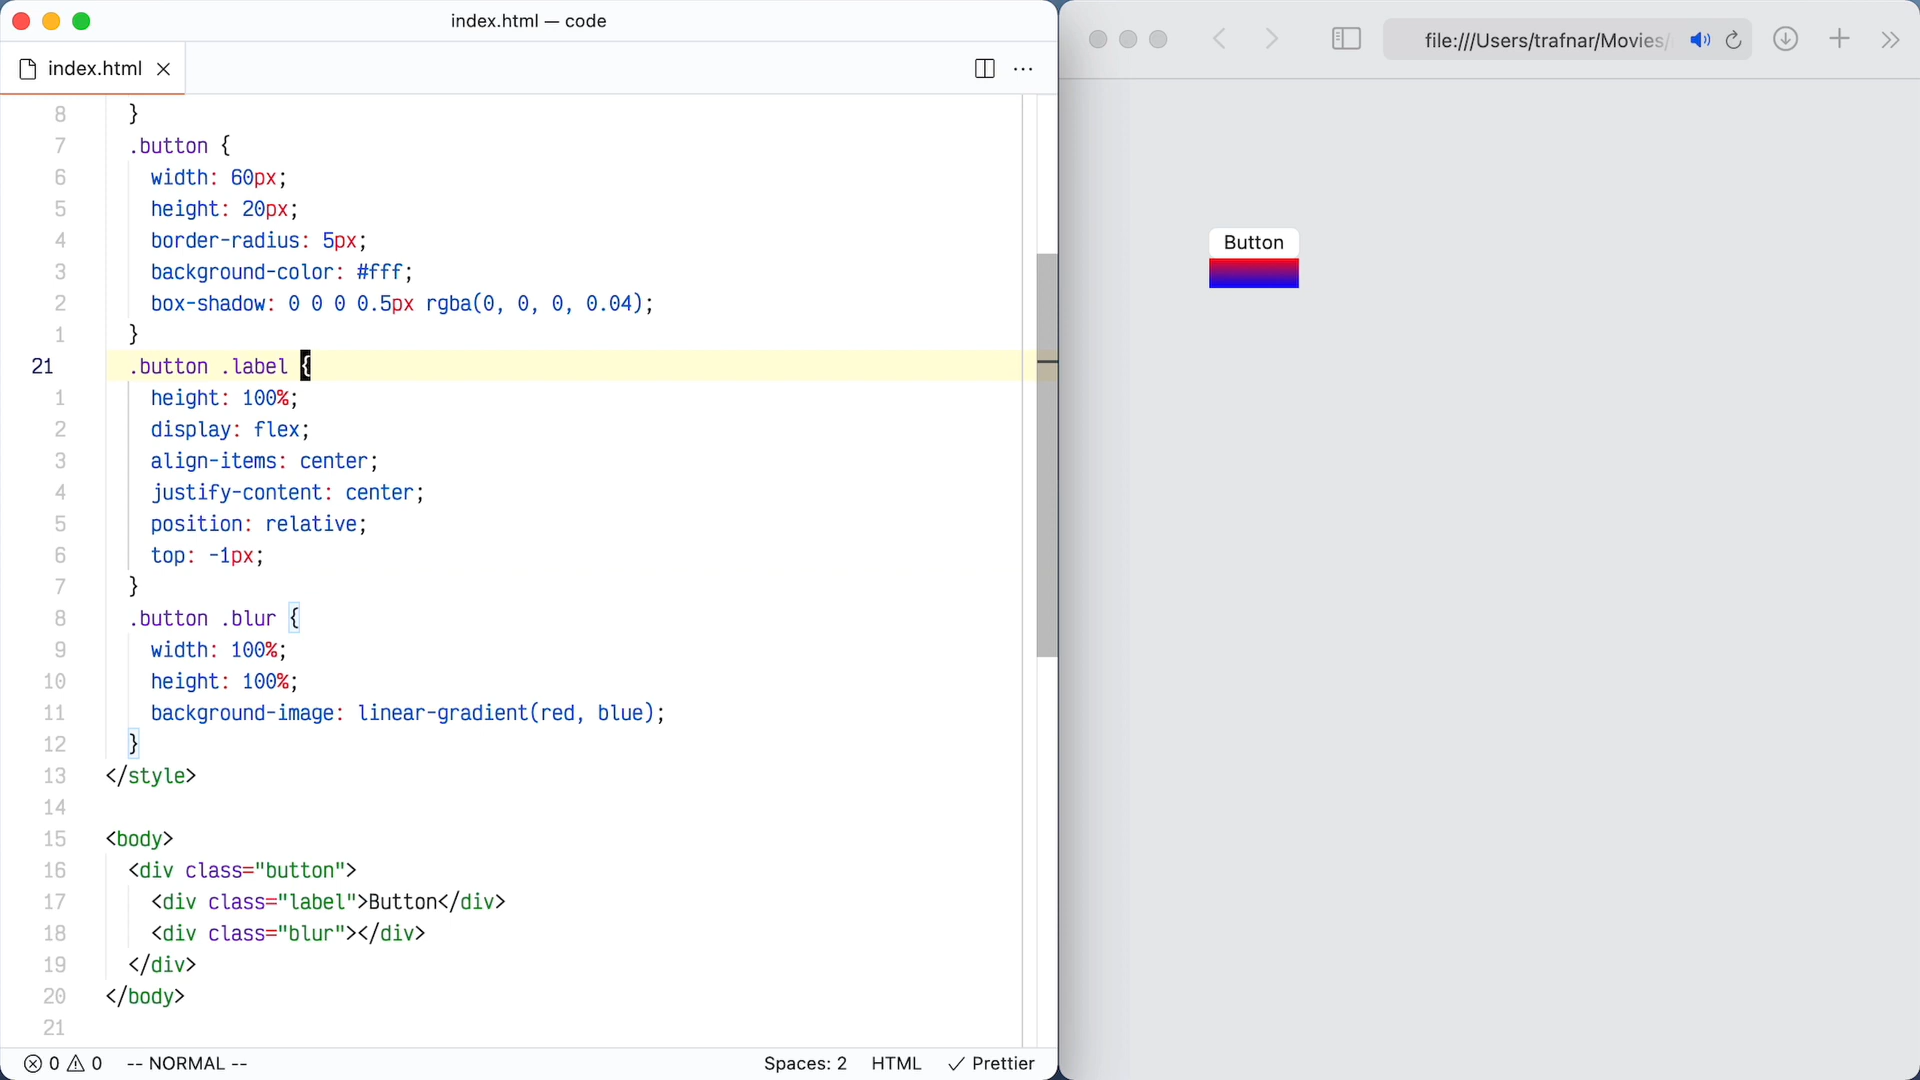 index.html — code
index.html
8 }
7 .button {
6 width: 60px;
5 height: 20px;
4 border-radius: 5px;
3 background-color: #fff;
2 box-shadow: 0 0 0 0.5px rgba(0, 0, 0, 0.04);
1 }
21 .button .label {
1 height: 100%;
2 display: flex;
3 align-items: center;
4 justify-content: center;
5 position: relative;
6 top: -1px;
7 }
8 .button .blur {
9 width: 100%;
10 height: 100%;
11 background-image: linear-gradient(red, blue);
12 }
13 </style>
14
15 <body>
16 <div class="button">
17 <div class="label">Button</div>
18 <div class="blur"></div>
19 </div>
20 </body>
21
0 0 -- NORMAL -- Spaces: 2 HTML Prettier
file:///Users/trafnar/Movies/
Button